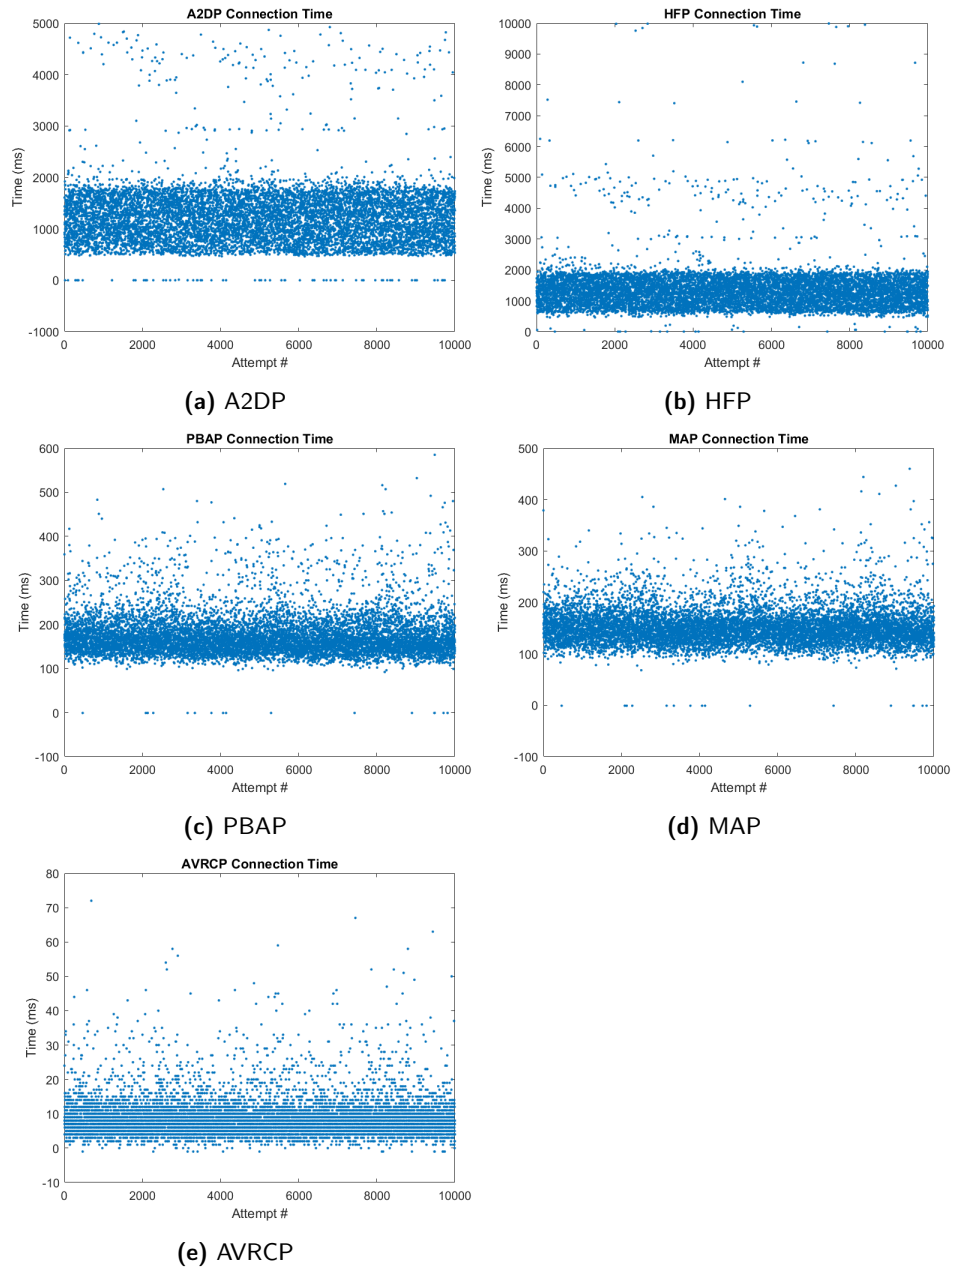 A2DP Connection Time
5000
4000
3000
2000
1000
0
-1000
Time (ms)
0 2000 4000 6000 8000 10000
Attempt #
(a) A2DP
HFP Connection Time
10000
9000
8000
7000
6000
5000
4000
3000
2000
1000
0
Time (ms)
0 2000 4000 6000 8000 10000
Attempt #
(b) HFP
PBAP Connection Time
600
500
400
300
200
100
0
-100
Time (ms)
0 2000 4000 6000 8000 10000
Attempt #
(c) PBAP
MAP Connection Time
500
400
300
200
100
0
-100
Time (ms)
0 2000 4000 6000 8000 10000
Attempt #
(d) MAP
AVRCP Connection Time
80
70
60
50
40
30
20
10
0
-10
Time (ms)
0 2000 4000 6000 8000 10000
Attempt #
(e) AVRCP